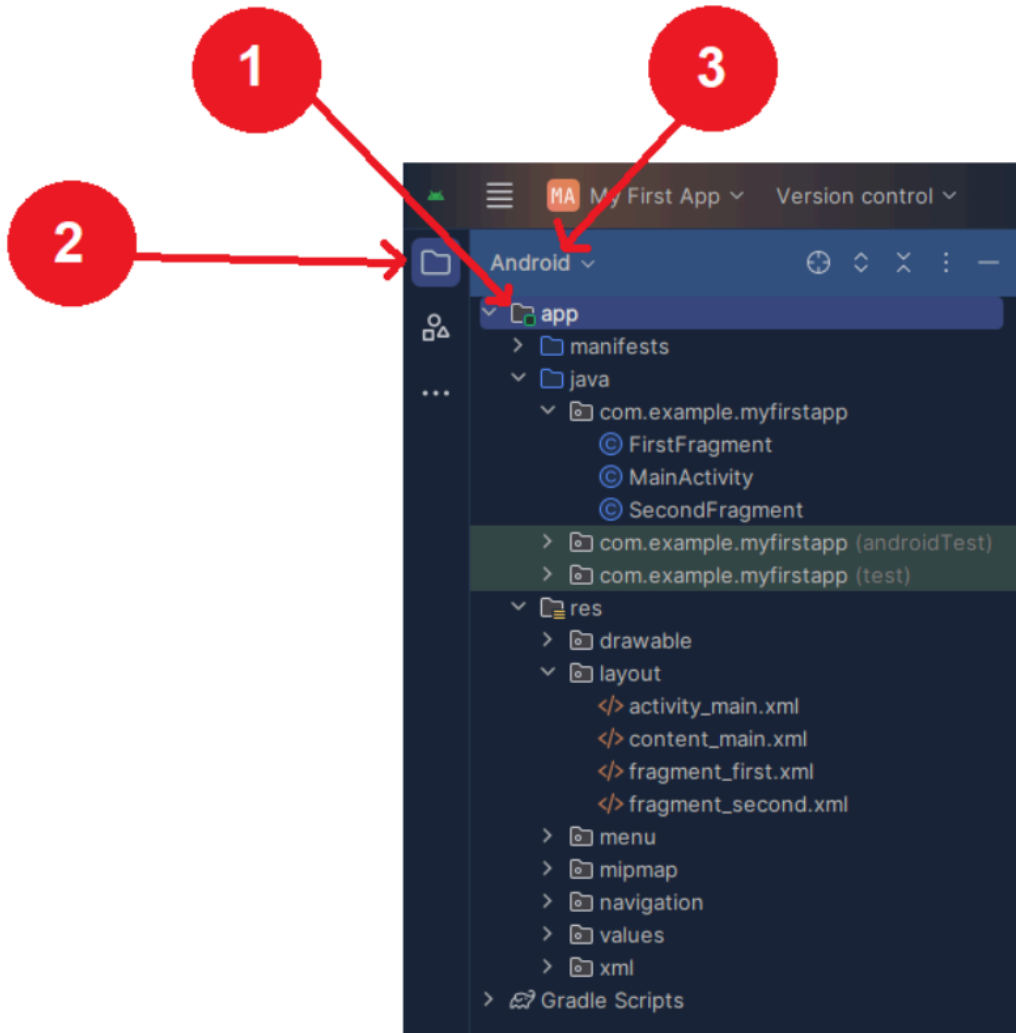 1
3
2
MA My First App Version control
Android
app
manifests
java
com.example.myfirstapp
FirstFragment
MainActivity
SecondFragment
com.example.myfirstapp (androidTest)
com.example.myfirstapp (test)
res
drawable
layout
</> activity_main.xml
</> content_main.xml
</> fragment_first.xml
</> fragment_second.xml
menu
mipmap
navigation
values
xml
Gradle Scripts